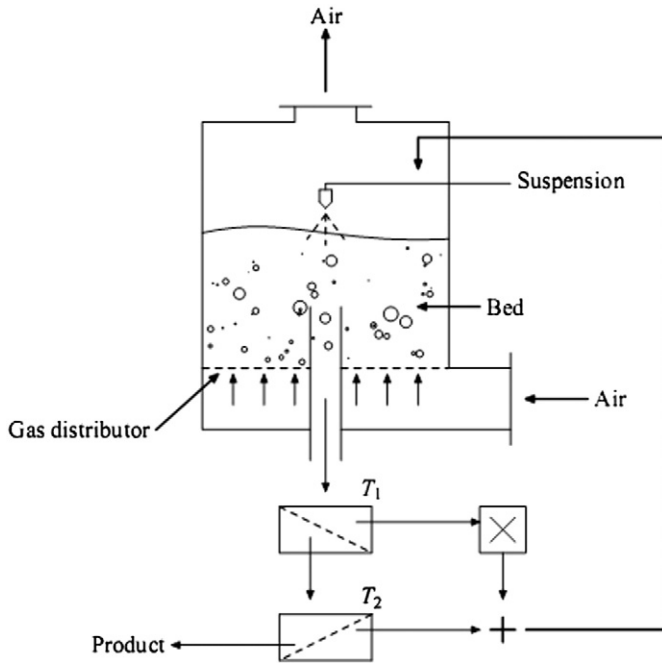 Air
Suspension
Bed
Air
Gas distributor
T1
T2
Product